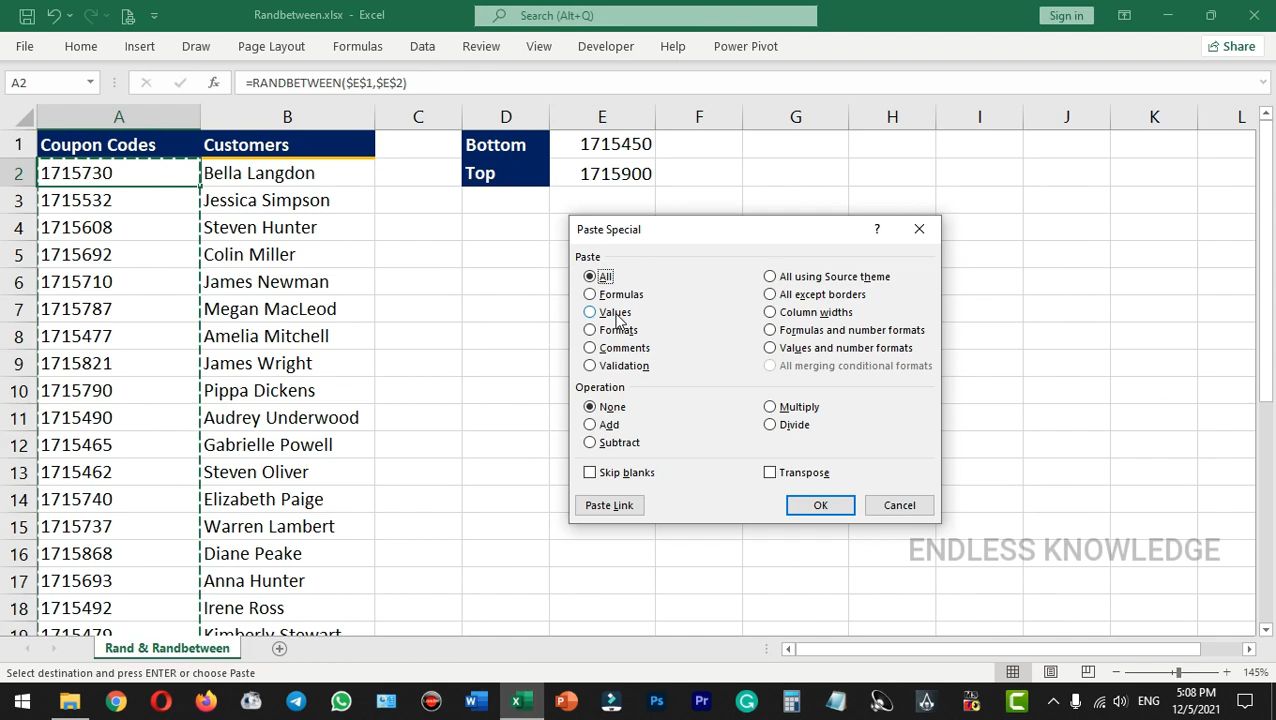 Randbetween.xlsx - Excel
Search (Alt+Q)
Sign in
File Home Insert Draw Page Layout Formulas Data Review View Developer Help Power Pivot Share
A2 fx =RANDBETWEEN($E$1,$E$2)
A B C D E F G H I J K L
1 Coupon Codes Customers Bottom 1715450
2 1715730 Bella Langdon Top 1715900
3 1715532 Jessica Simpson
4 1715608 Steven Hunter
5 1715692 Colin Miller
6 1715710 James Newman
7 1715787 Megan MacLeod
8 1715477 Amelia Mitchell
9 1715821 James Wright
10 1715790 Pippa Dickens
11 1715490 Audrey Underwood
12 1715465 Gabrielle Powell
13 1715462 Steven Oliver
14 1715740 Elizabeth Paige
15 1715737 Warren Lambert
16 1715868 Diane Peake
17 1715693 Anna Hunter
18 1715492 Irene Ross
19 1715479 Kimberly Stewart
Paste Special ?
Paste
All All using Source theme
Formulas All except borders
Values Column widths
Formats Formulas and number formats
Comments Values and number formats
Validation All merging conditional formats
Operation
None Multiply
Add Divide
Subtract
Skip blanks Transpose
Paste Link OK Cancel
ENDLESS KNOWLEDGE
Rand & Randbetween
Select destination and press ENTER or choose Paste
145%
ENG
5:08 PM
12/5/2021